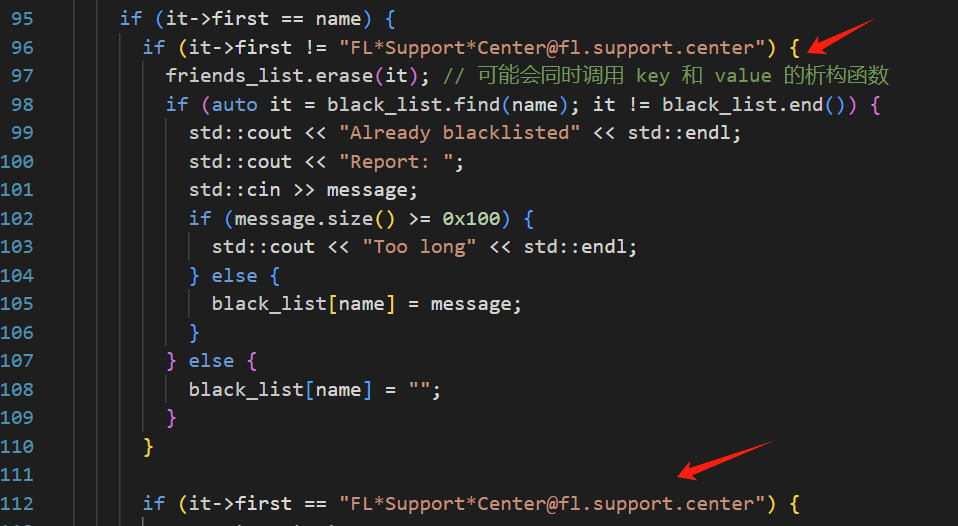 95 if (it->first == name) {
96 if (it->first != "FL*Support*Center@fl.support.center") {
97 friends_list.erase(it); // 可能会同时调用 key 和 value 的析构函数
98 if (auto it = black_list.find(name); it != black_list.end()) {
99 std::cout << "Already blacklisted" << std::endl;
100 std::cout << "Report: ";
101 std::cin >> message;
102 if (message.size() >= 0x100) {
103 std::cout << "Too long" << std::endl;
104 } else {
105 black_list[name] = message;
106 }
107 } else {
108 black_list[name] = "";
109 }
110 }
111
112 if (it->first == "FL*Support*Center@fl.support.center") {